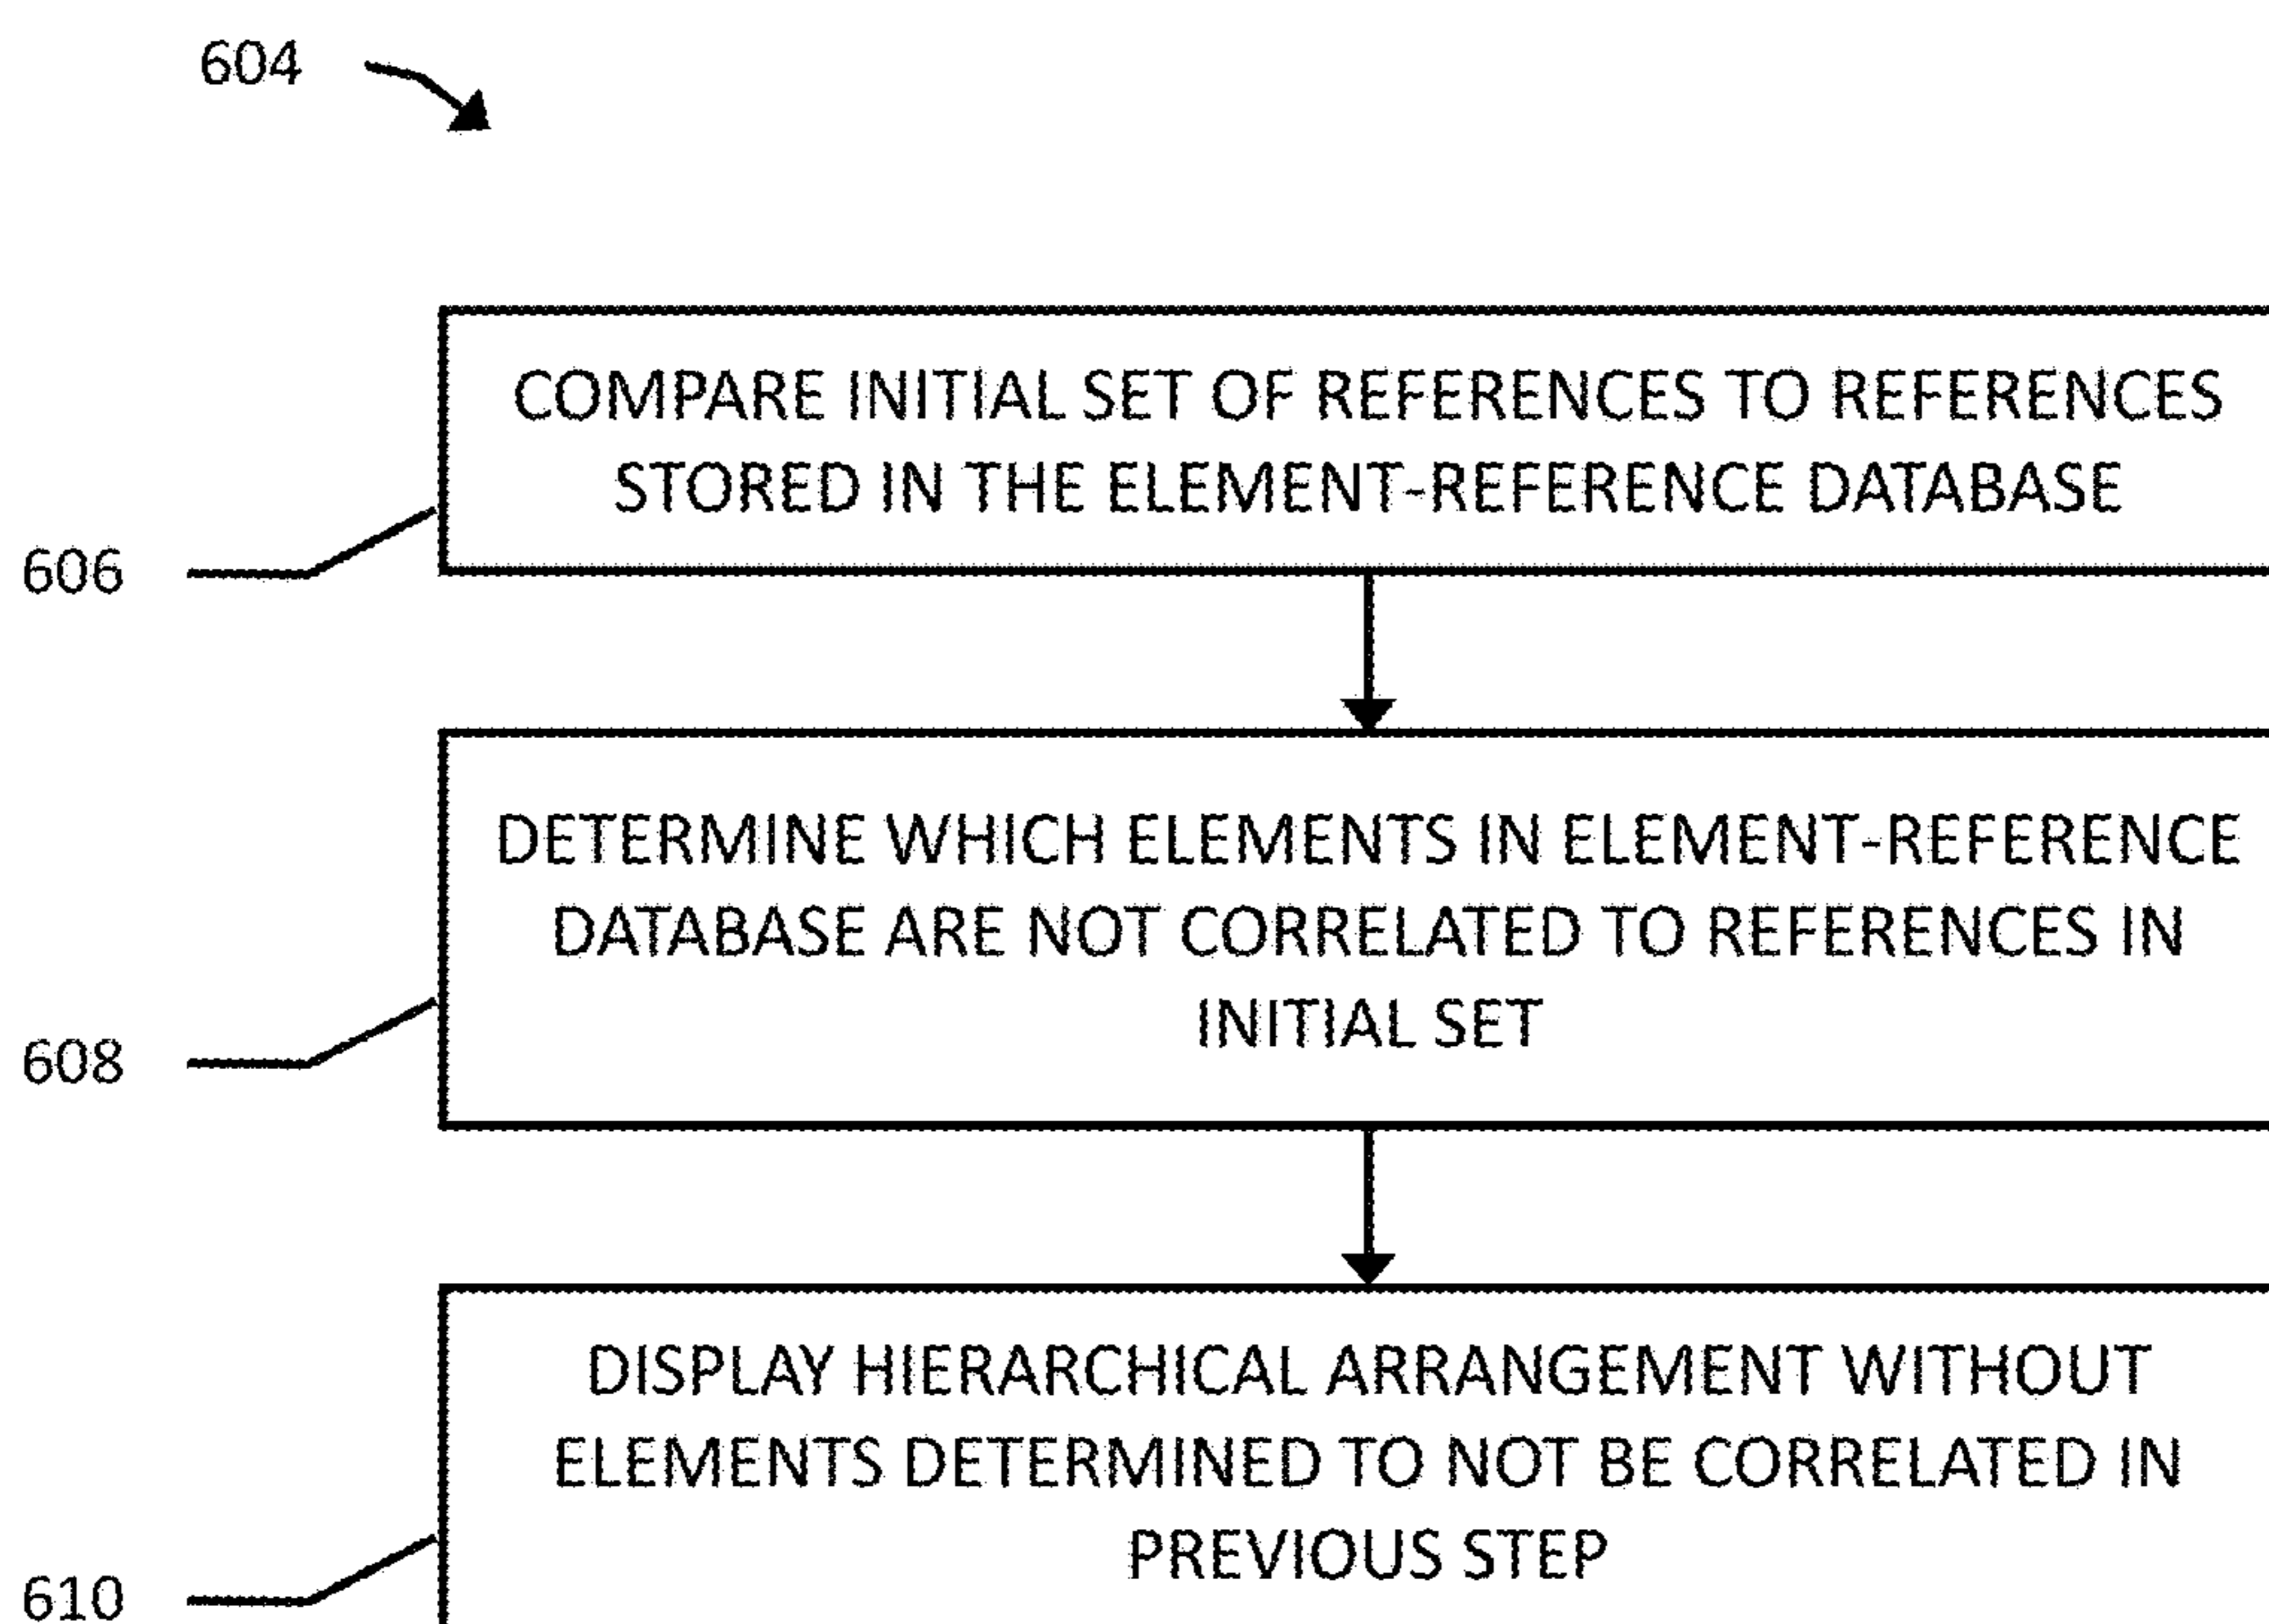 604
COMPARE INITIAL SET OF REFERENCES TO REFERENCES
STORED IN THE ELEMENT-REFERENCE DATABASE
606
DETERMINE WHICH ELEMENTS IN ELEMENT-REFERENCE
DATABASE ARE NOT CORRELATED TO REFERENCES IN
INITIAL SET
608
DISPLAY HIERARCHICAL ARRANGEMENT WITHOUT
ELEMENTS DETERMINED TO NOT BE CORRELATED IN
PREVIOUS STEP
610